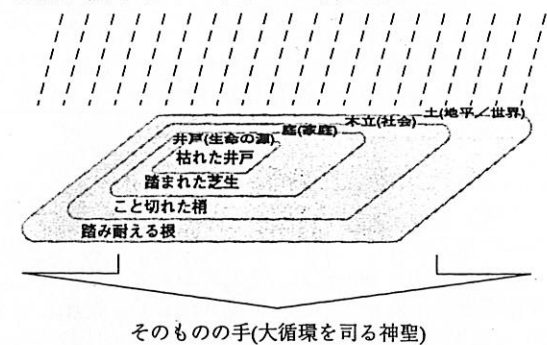 土(地平／世界)
木立(社会)
庭(家庭)
井戸(生命の源)
枯れた井戸
踏まれた芝生
こと切れた梢
踏み耐える根
そのものの手(大循環を司る神聖)